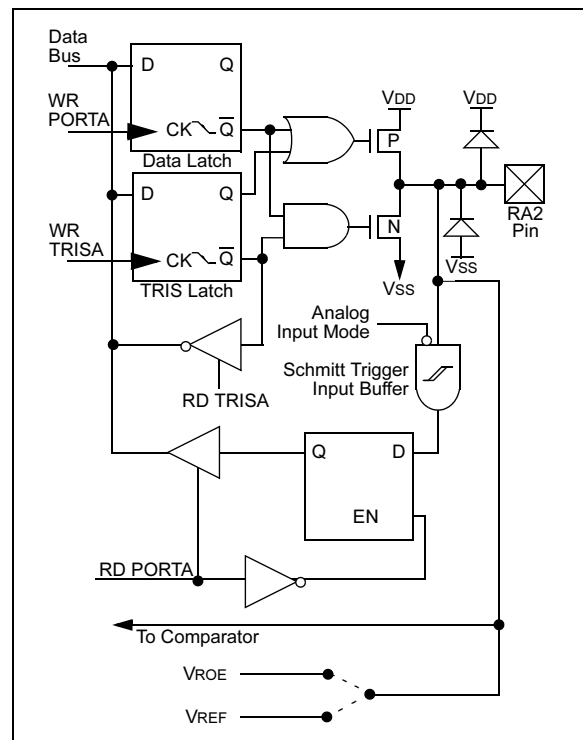 Data
Bus
D
Q
VDD
VDD
WR
PORTA
CK
Q
P
Data Latch
D
Q
RA2
Pin
N
WR
TRISA
CK
Q
VSS
TRIS Latch
VSS
Analog
Input Mode
Schmitt Trigger
Input Buffer
RD TRISA
Q
D
EN
RD PORTA
To Comparator
VROE
VREF